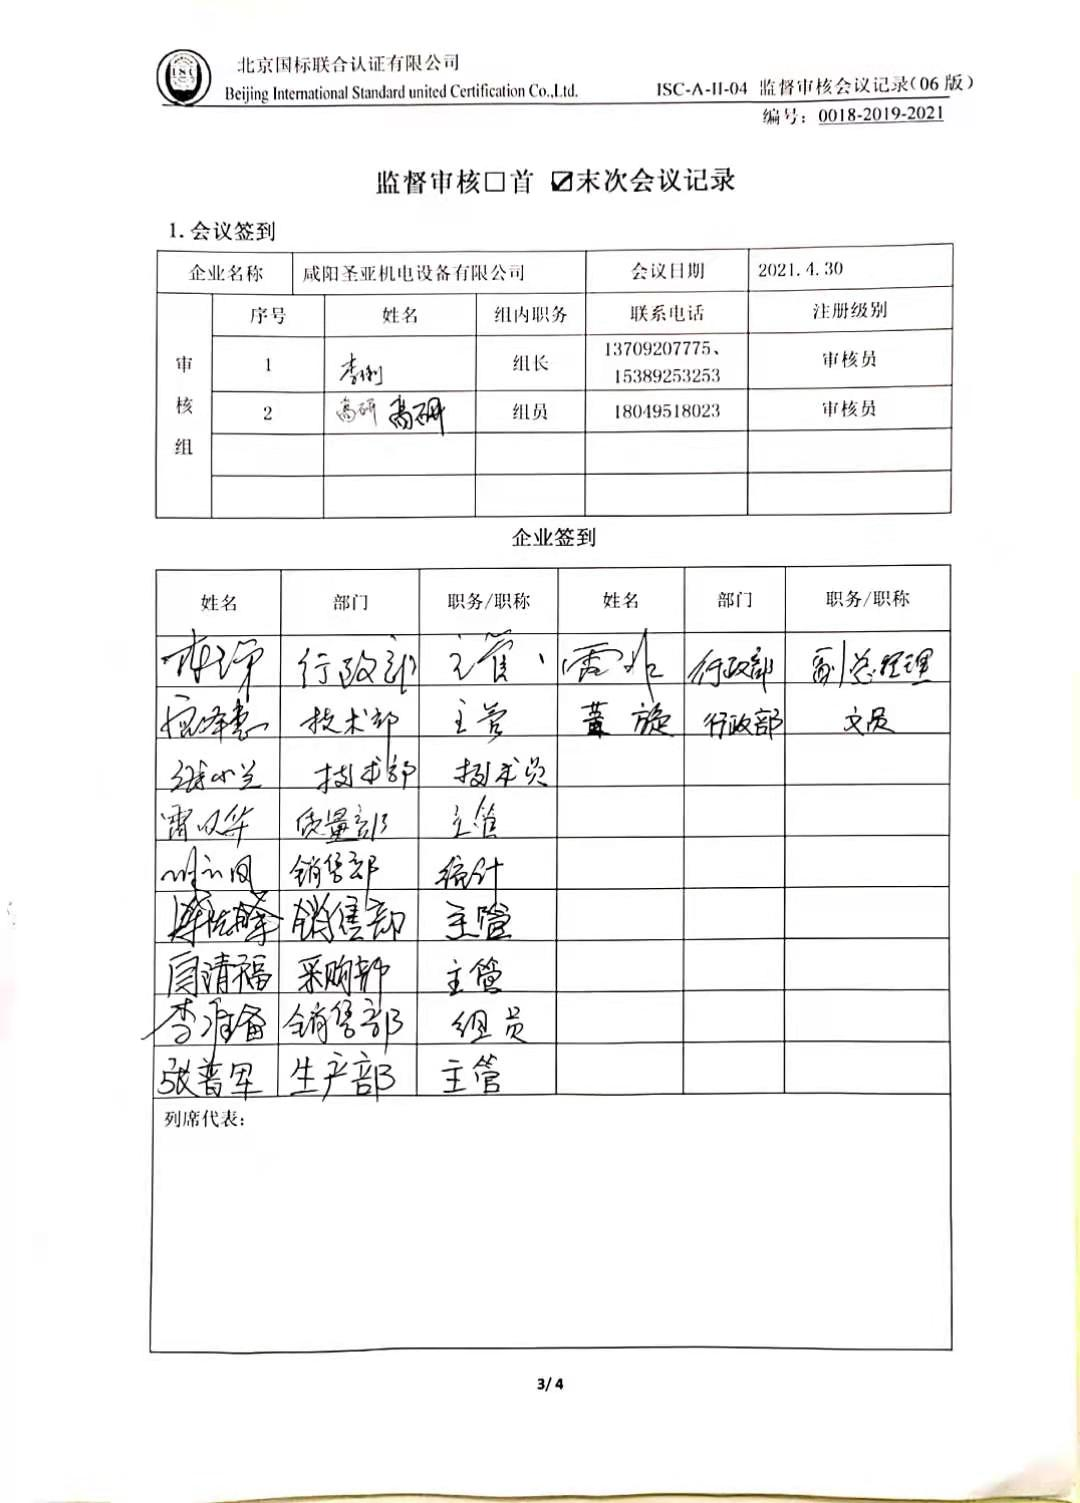 北京国标联合认证有限公司
Beijing International Standard united Certification Co.,Ltd.
ISC-A-II-04 监督审核会议记录(06版)
编号：0018-2019-2021
监督审核□首 ☑末次会议记录
1. 会议签到
企业名称 咸阳圣亚机电设备有限公司 会议日期 2021.4.30
审核组 序号 姓名 组内职务 联系电话 注册级别
1 组长 13709207775、15389253253 审核员
2 高研 高研 组员 18049518023 审核员
企业签到
姓名 部门 职务/职称 姓名 部门 职务/职称
行政部 主管 行政部 副总经理
技术部 主管 董旋 行政部 文员
技术部 技术员
质量部 主管
销售部 统计
销售部 主管
闫清福 采购部 主管
李准备 销售部 组员
张普军 生产部 主管
列席代表：
3/4